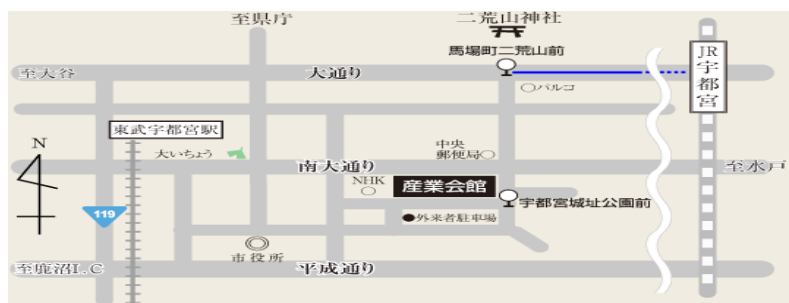 至県庁
二荒山神社
馬場町二荒山前
JR宇都宮
至大谷
大通り
パルコ
東武宇都宮駅
N
大いちょう
中央
郵便局
南大通り
至水戸
NHK
産業会館
119
宇都宮城址公園前
外来者駐車場
市役所
至鹿沼I.C
平成通り